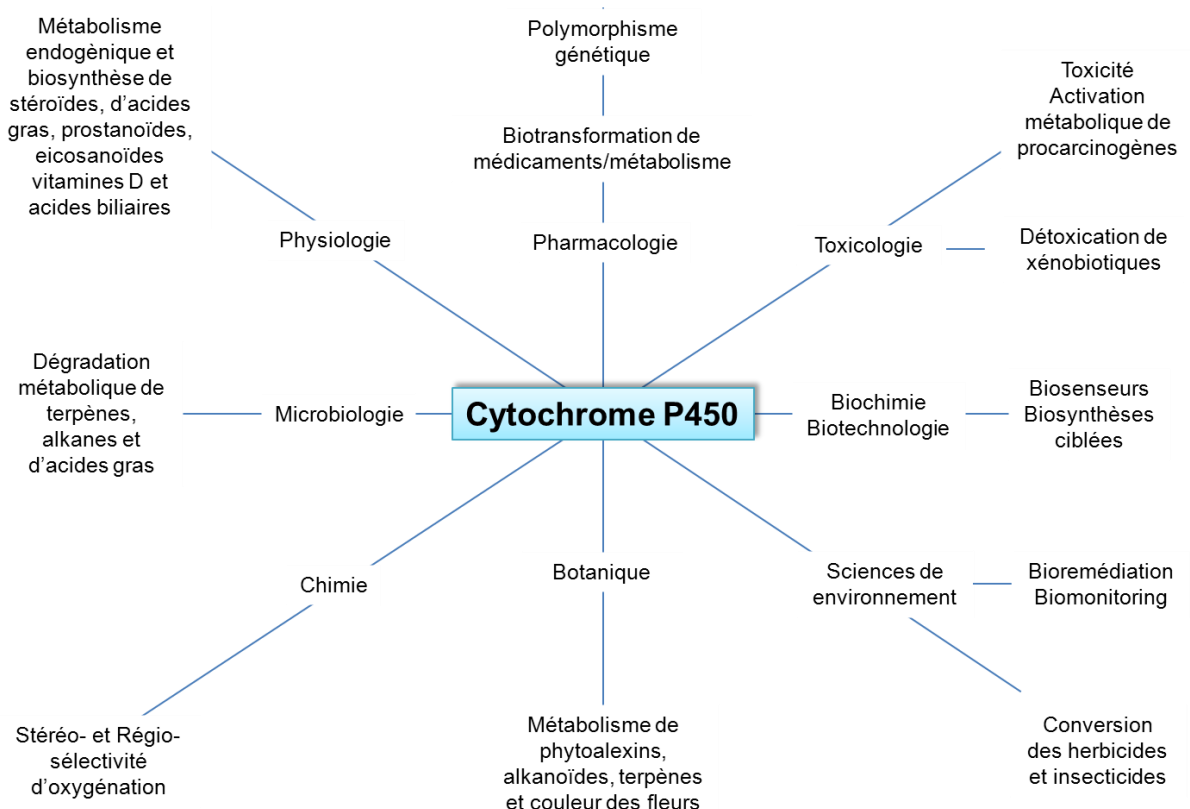 Métabolisme
endogènique et
biosynthèse de
stéroïdes, d'acides
gras, prostanoïdes,
eicosanoïdes
vitamines D et
acides biliaires
Polymorphisme
génétique
Biotransformation de
médicaments/métabolisme
Toxicité
Activation
métabolique de
procarcinogènes
Physiologie
Pharmacologie
Toxicologie
Détoxication de
xénobiotiques
Dégradation
métabolique de
terpènes,
alkanes et
d'acides gras
Microbiologie
Cytochrome P450
Biochimie
Biotechnologie
Biosenseurs
Biosynthèses
ciblées
Chimie
Botanique
Sciences de
environnement
Bioremédiation
Biomonitoring
Stéréo- et Régio-
sélectivité
d'oxygénation
Métabolisme de
phytoalexins,
alkanoïdes, terpènes
et couleur des fleurs
Conversion
des herbicides
et insecticides